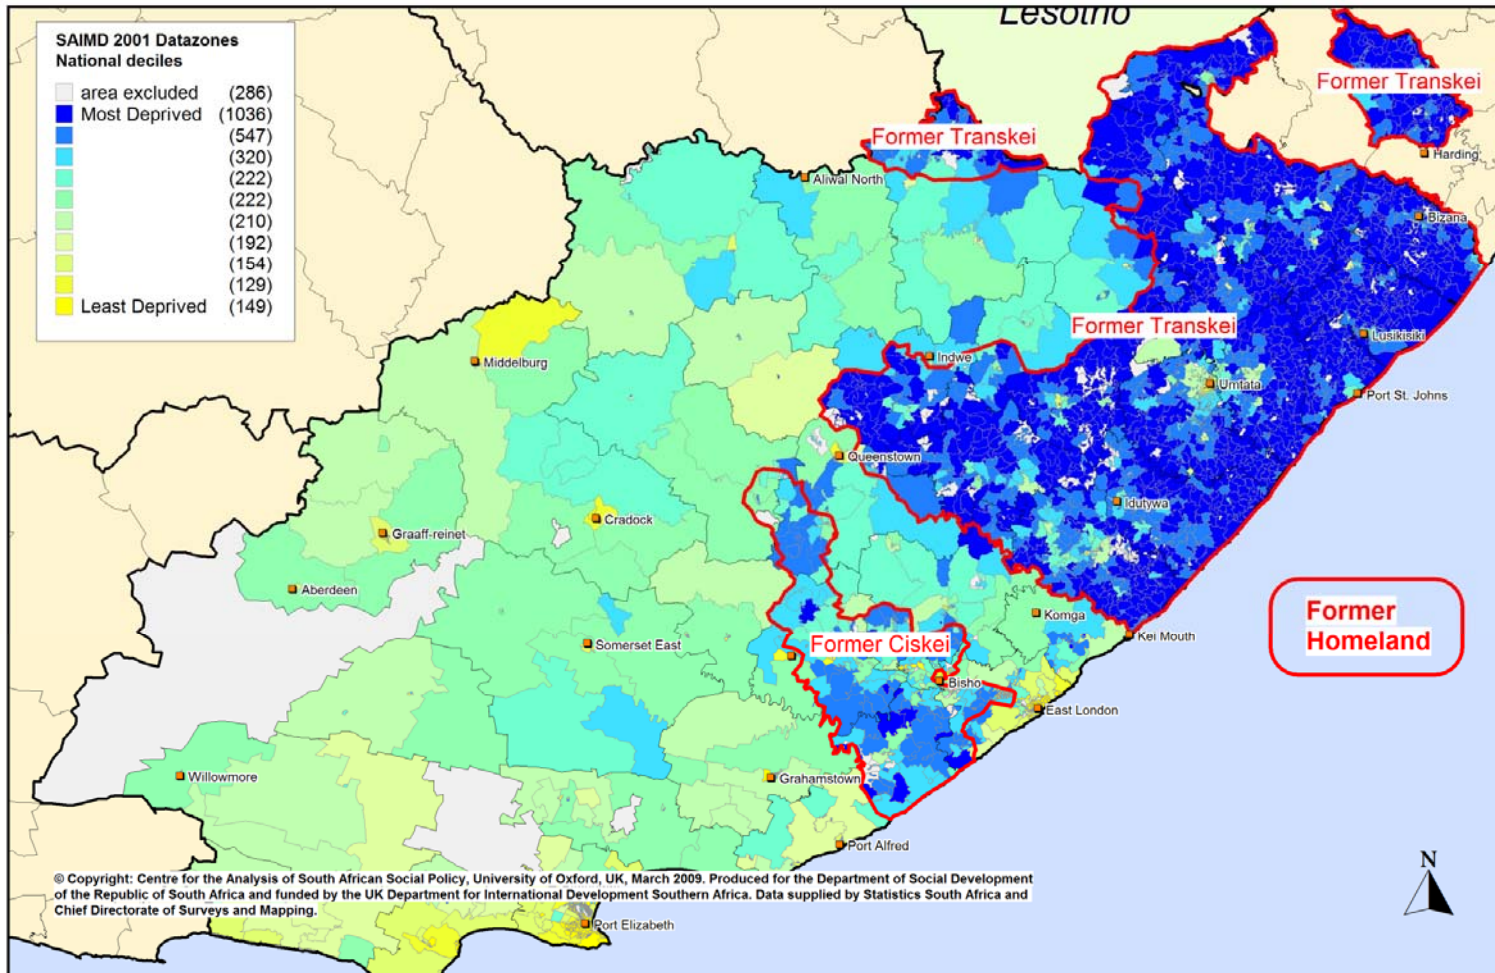 Lesotho
SAIMD 2001 Datazones
National deciles
area excluded (286)
Most Deprived (1036)
(547)
(320)
(222)
(222)
(210)
(192)
(154)
(129)
Least Deprived (149)
Former Transkei
Former Transkei
Harding
Aliwal North
Bizana
Former Transkei
Lusikisiki
Indwe
Middelburg
Umtata
Port St. Johns
Queenstown
Idutywa
Cradock
Graaff-reinet
Aberdeen
Former
Homeland
Komga
Kei Mouth
Somerset East
Former Ciskei
Bisho
East London
Willowmore
Grahamstown
Port Alfred
© Copyright: Centre for the Analysis of South African Social Policy, University of Oxford, UK, March 2009. Produced for the Department of Social Development
of the Republic of South Africa and funded by the UK Department for International Development Southern Africa. Data supplied by Statistics South Africa and
Chief Directorate of Surveys and Mapping.
Port Elizabeth
N